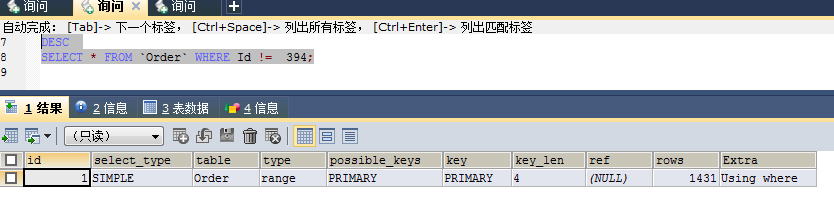 询问 询问 询问
自动完成: [Tab]-> 下一个标签, [Ctrl+Space]-> 列出所有标签, [Ctrl+Enter]-> 列出匹配标签
7 DESC
8 SELECT * FROM `Order` WHERE Id != 394;
9
1 结果 2 信息 3 表数据 4 信息
(只读)
id select_type table type possible_keys key key_len ref rows Extra
1 SIMPLE Order range PRIMARY PRIMARY 4 (NULL) 1431 Using where